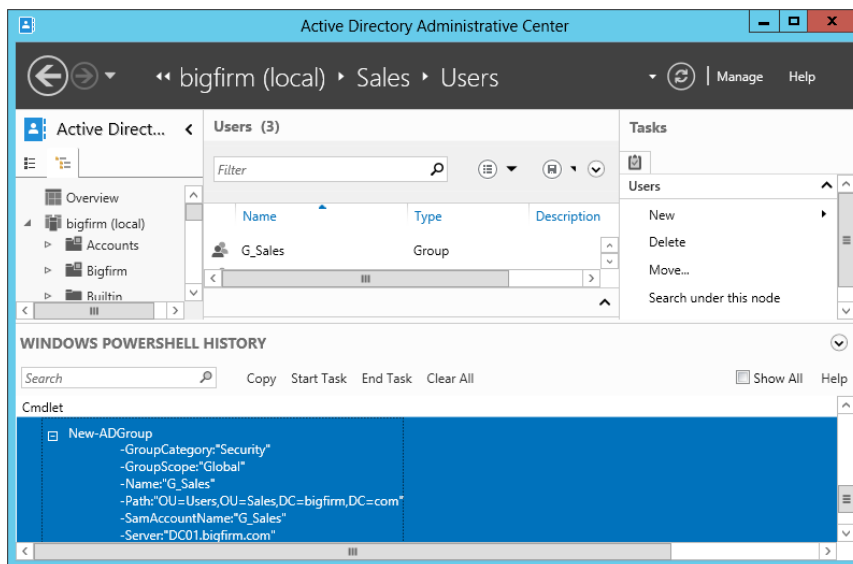 Active Directory Administrative Center
bigfirm (local) Sales Users
Manage Help
Active Direct...
Overview
bigfirm (local)
Accounts
Bigfirm
Builtin
Users (3)
Filter
Name Type Description
G_Sales Group
Tasks
Users
New
Delete
Move...
Search under this node
WINDOWS POWERSHELL HISTORY
Search Copy Start Task End Task Clear All Show All Help
Cmdlet
New-ADGroup
-GroupCategory:"Security"
-GroupScope:"Global"
-Name:"G_Sales"
-Path:"OU=Users,OU=Sales,DC=bigfirm,DC=com"
-SamAccountName:"G_Sales"
-Server:"DC01.bigfirm.com"